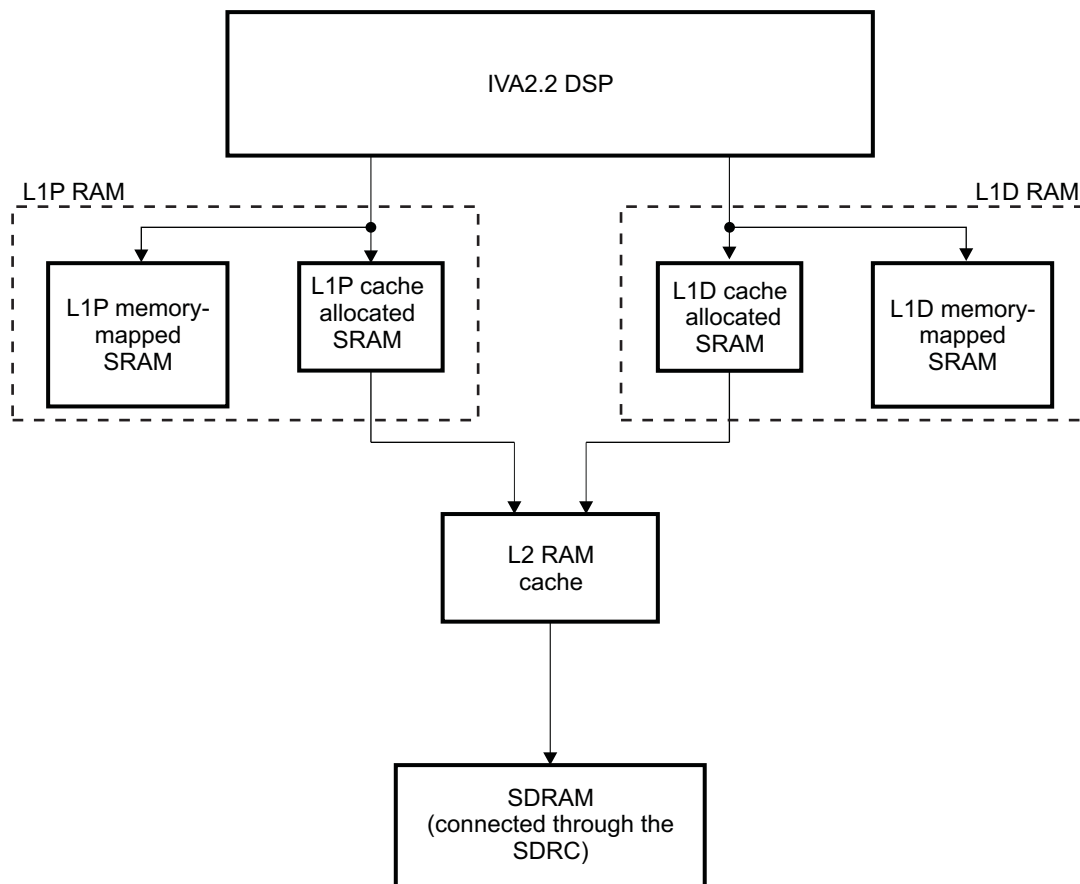 IVA2.2 DSP
L1P RAM
L1D RAM
L1P memory-
mapped
SRAM
L1P cache
allocated
SRAM
L1D cache
allocated
SRAM
L1D memory-
mapped
SRAM
L2 RAM
cache
SDRAM
(connected through the
SDRC)